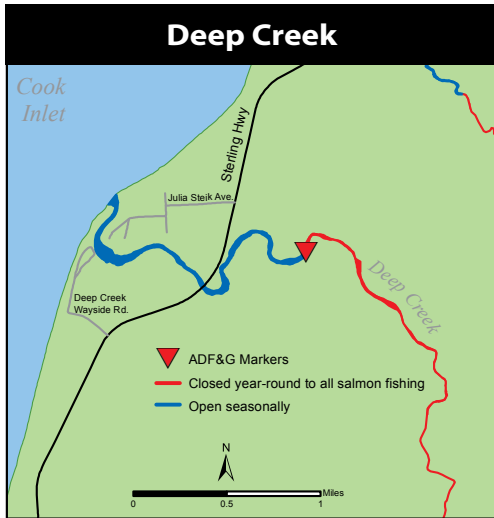 Deep Creek
Cook
Inlet
Sterling Hwy
Julia Steik Ave.
Deep Creek
Deep Creek
Wayside Rd.
ADF&G Markers
Closed year-round to all salmon fishing
Open seasonally
N
Miles
0 0.5 1